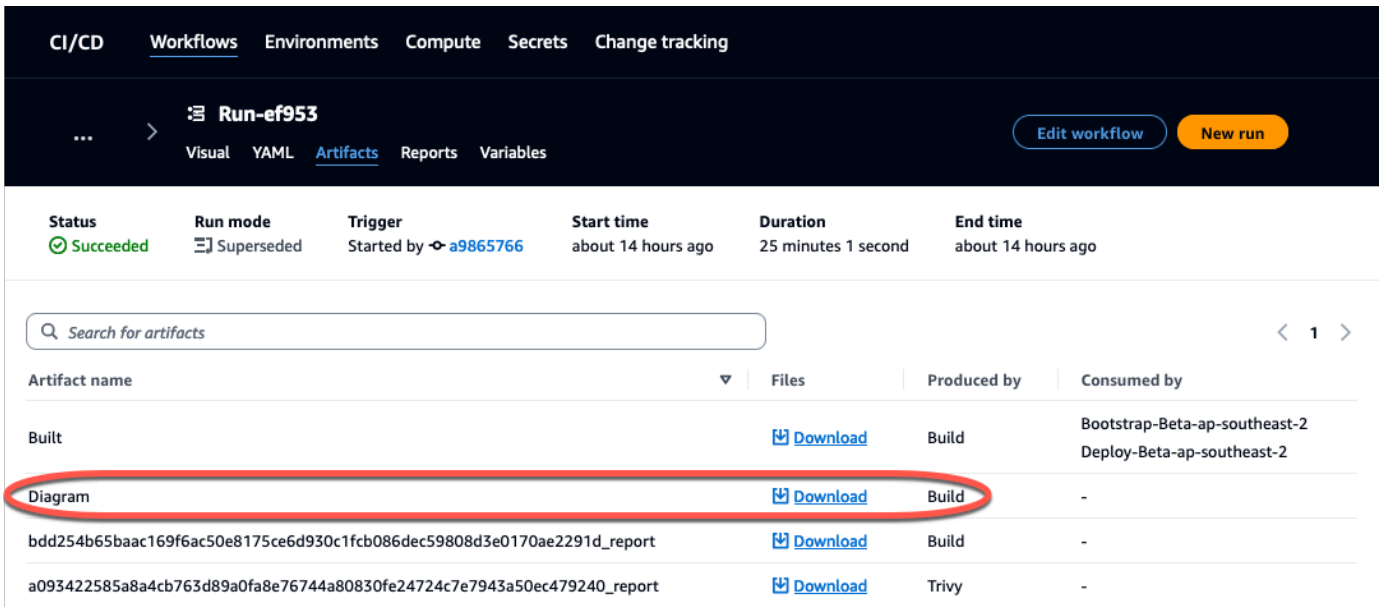 CI/CD Workflows Environments Compute Secrets Change tracking
... Run-ef953
Edit workflow New run
Visual YAML Artifacts Reports Variables
Status Run mode Trigger Start time Duration End time
Succeeded Superseded Started by a9865766 about 14 hours ago 25 minutes 1 second about 14 hours ago
Search for artifacts 1
Artifact name Files Produced by Consumed by
Built Download Build Bootstrap-Beta-ap-southeast-2
Deploy-Beta-ap-southeast-2
Diagram Download Build -
bdd254b65baac169f6ac50e8175ce6d930c1fcb086dec59808d3e0170ae2291d_report Download Build -
a093422585a8a4cb763d89a0fa8e76744a80830fe24724c7e7943a50ec479240_report Download Trivy -